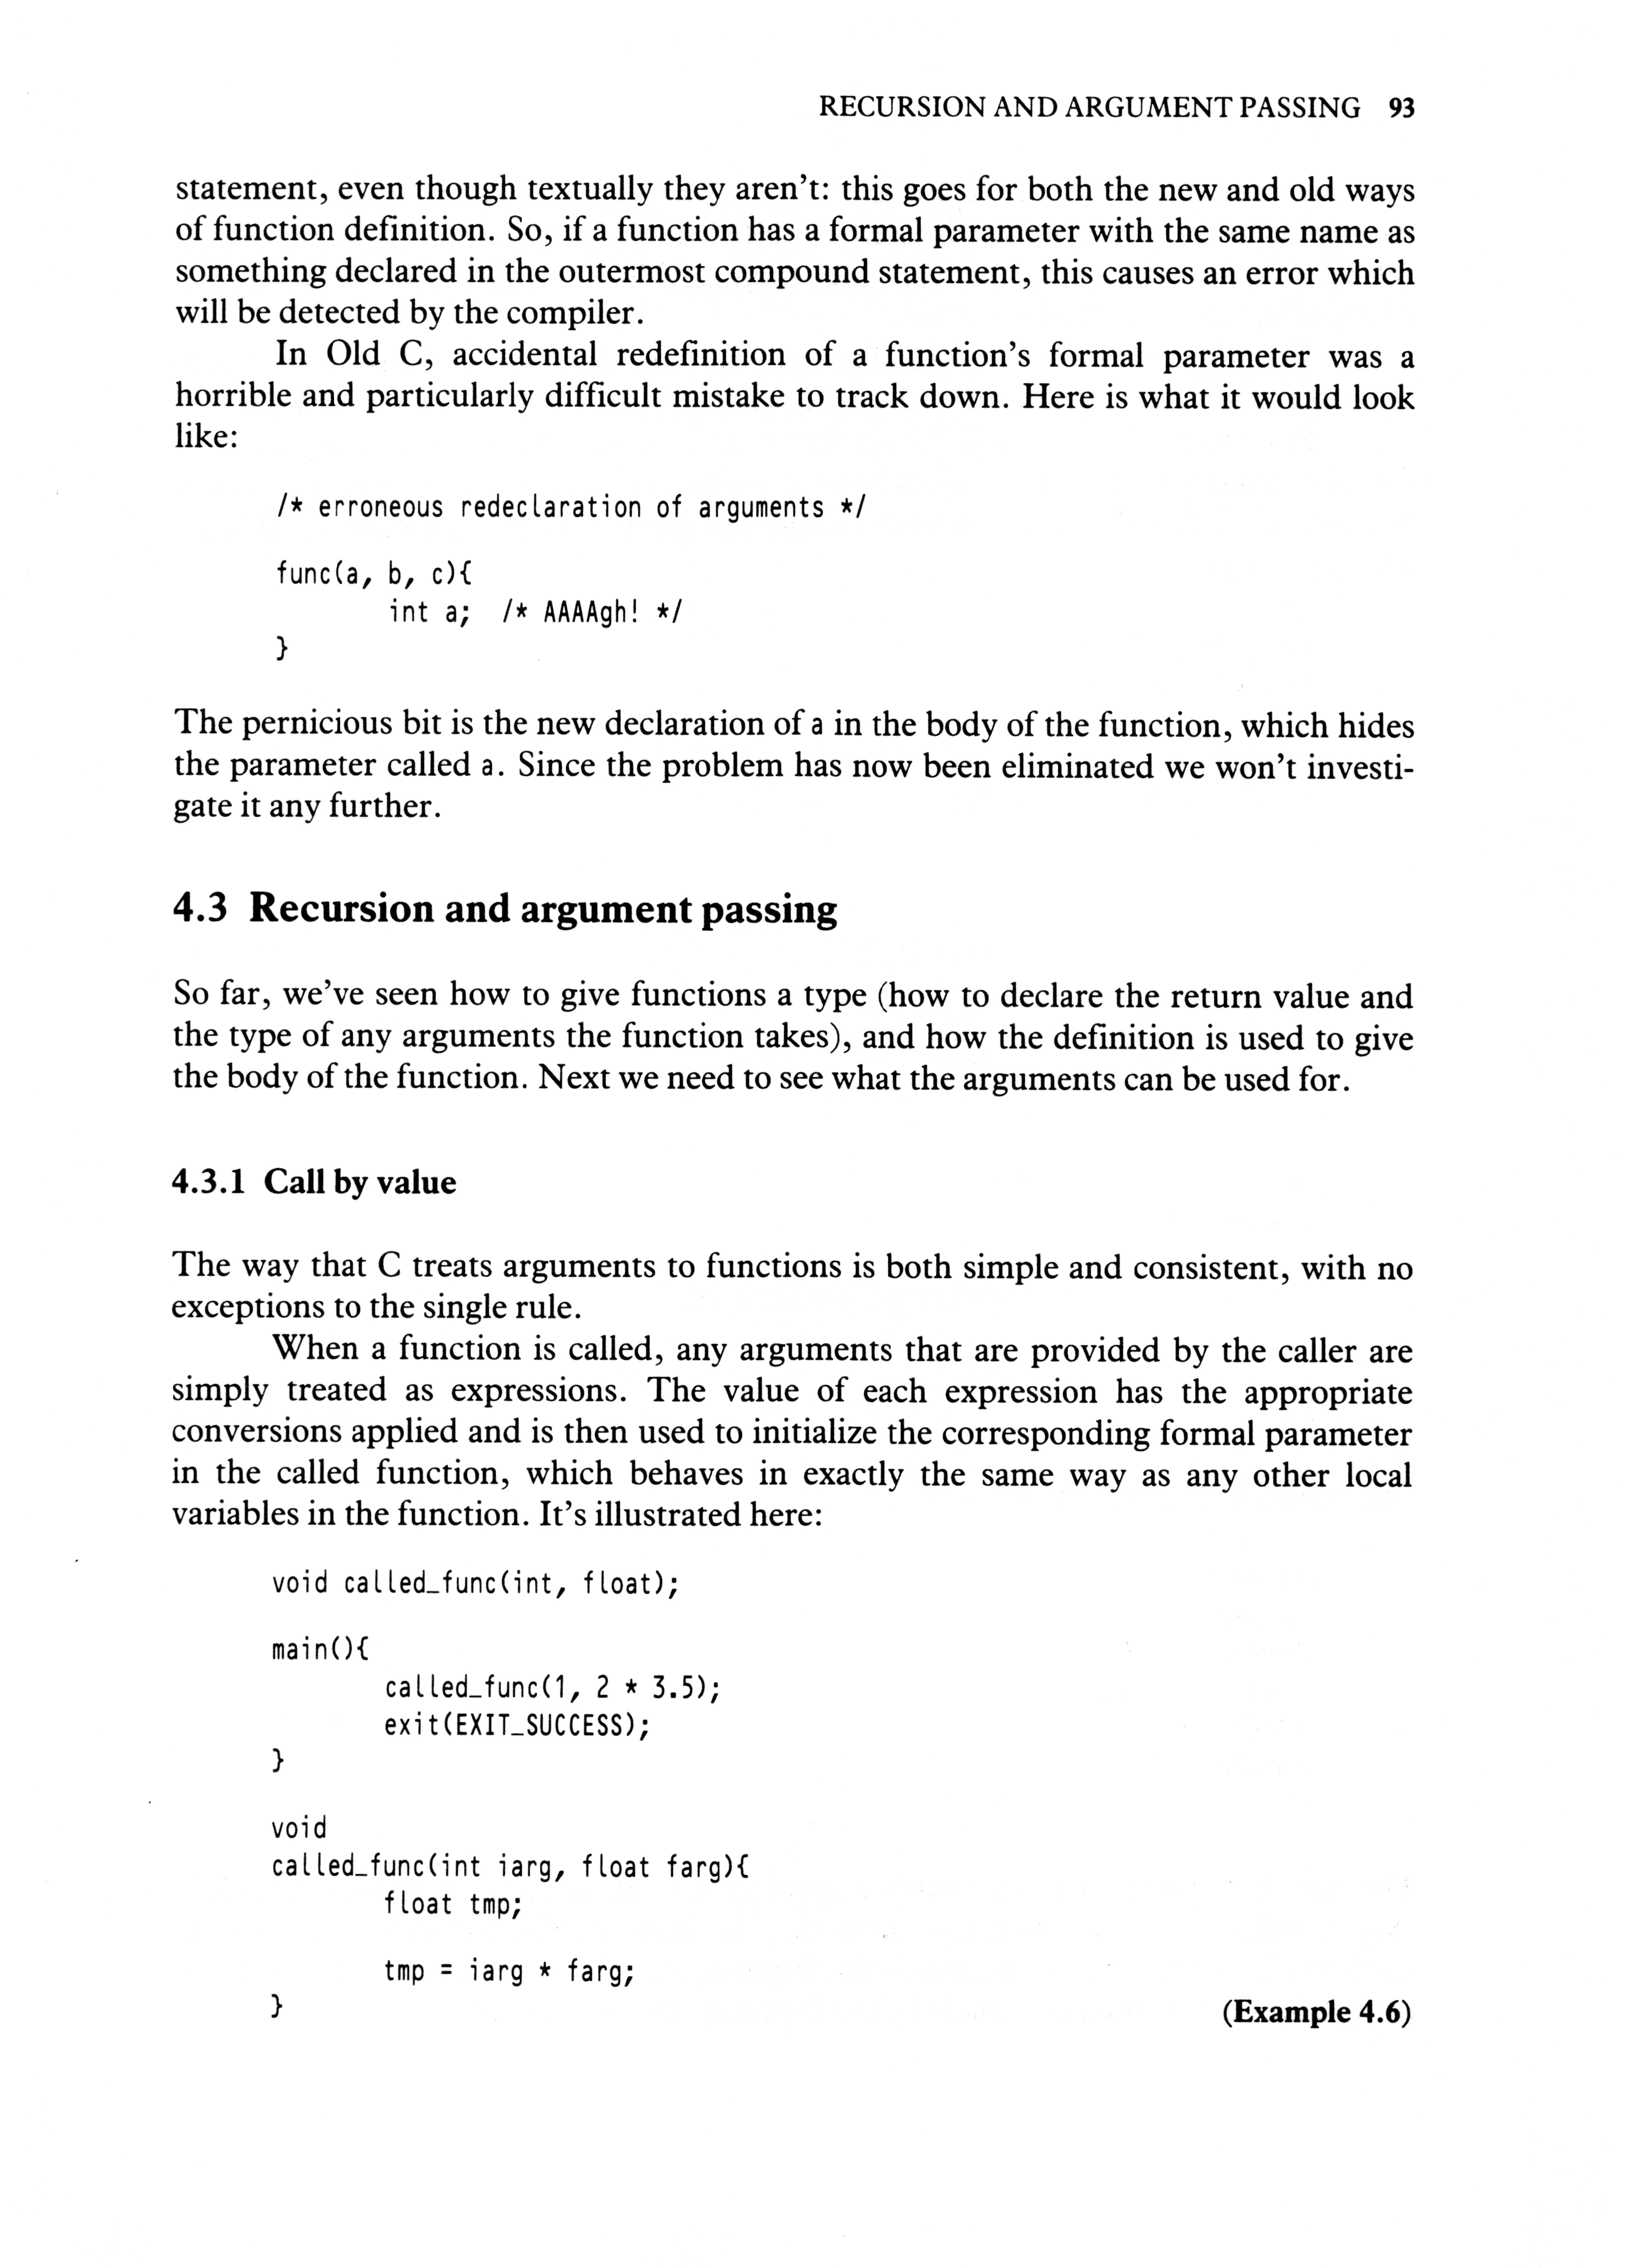 RECURSION AND ARGUMENT PASSING 93
statement, even though textually they aren't: this goes for both the new and old ways
of function definition. So, if a function has a formal parameter with the same name as
something declared in the outermost compound statement, this causes an error which
will be detected by the compiler.
In Old C, accidental redefinition of a function's formal parameter was a
horrible and particularly difficult mistake to track down. Here is what it would look
like:
/* erroneous redeclaration of arguments */
func(a, b, c){
int a; /* AAAAgh! */
}
The pernicious bit is the new declaration of a in the body of the function, which hides
the parameter called a. Since the problem has now been eliminated we won't investi-
gate it any further.
4.3 Recursion and argument passing
So far, we've seen how to give functions a type (how to declare the return value and
the type of any arguments the function takes), and how the definition is used to give
the body of the function. Next we need to see what the arguments can be used for.
4.3.1 Call by value
The way that C treats arguments to functions is both simple and consistent, with no
exceptions to the single rule.
When a function is called, any arguments that are provided by the caller are
simply treated as expressions. The value of each expression has the appropriate
conversions applied and is then used to initialize the corresponding formal parameter
in the called function, which behaves in exactly the same way as any other local
variables in the function. It's illustrated here:
void called_func(int, float);
main(){
called_func(1, 2 * 3.5);
exit(EXIT_SUCCESS);
}
void
called_func(int iarg, float farg){
float tmp;
tmp = iarg * farg;
}
(Example 4.6)